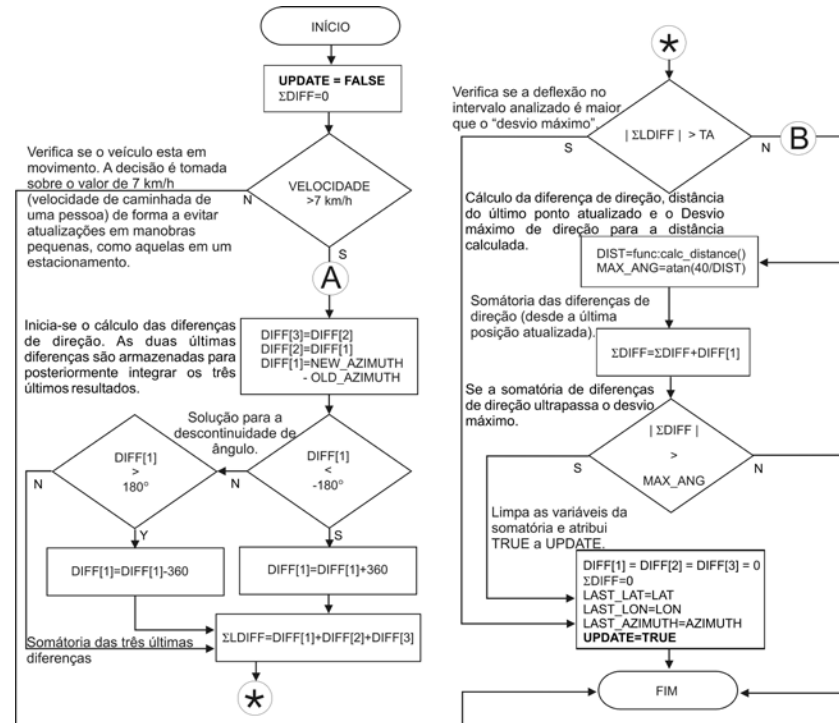 INÍCIO
UPDATE = FALSE
ΣDIFF=0
Verifica se o veículo esta em
movimento. A decisão é tomada
sobre o valor de 7 km/h
(velocidade de caminhada de
uma pessoa) de forma a evitar
atualizações em manobras
pequenas, como aquelas em um
estacionamento.
N
VELOCIDADE
>7 km/h
S
A
Inicia-se o cálculo das diferenças
de direção. As duas últimas
diferenças são armazenadas para
posteriormente integrar os três
últimos resultados.
DIFF[3]=DIFF[2]
DIFF[2]=DIFF[1]
DIFF[1]=NEW_AZIMUTH
- OLD_AZIMUTH
Solução para a
descontinuidade de
ângulo.
DIFF[1]
<
-180°
N
S
DIFF[1]
>
180°
N
Y
DIFF[1]=DIFF[1]-360
DIFF[1]=DIFF[1]+360
Somátoria das três últimas
diferenças
ΣLDIFF=DIFF[1]+DIFF[2]+DIFF[3]
*
*
Verifica se a deflexão no
intervalo analizado é maior
que o “desvio máximo”.
S
| ΣLDIFF | > TA
N
B
Cálculo da diferença de direção, distância
do último ponto atualizado e o Desvio
máximo de direção para a distância
calculada.
DIST=func:calc_distance()
MAX_ANG=atan(40/DIST)
Somátoria das diferenças de
direção (desde a última
posição atualizada).
ΣDIFF=ΣDIFF+DIFF[1]
Se a somatória de diferenças
de direção ultrapassa o desvio
máximo.
| ΣDIFF |
>
MAX_ANG
S
N
Limpa as variáveis da
somatória e atribui
TRUE a UPDATE.
DIFF[1] = DIFF[2] = DIFF[3] = 0
ΣDIFF=0
LAST_LAT=LAT
LAST_LON=LON
LAST_AZIMUTH=AZIMUTH
UPDATE=TRUE
FIM